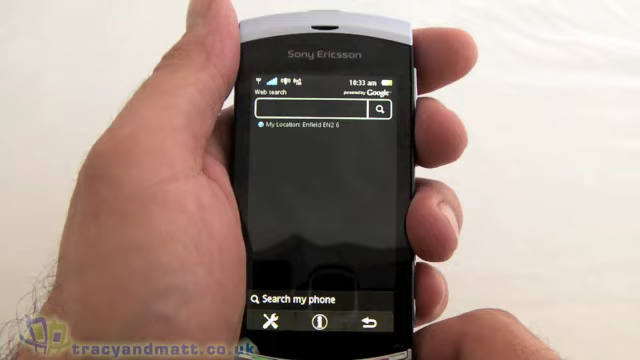 Sony Ericsson
10:33 am
Web search
powered by Google
My Location: Enfield EN2 6
Search my phone
tracyandmatt.co.uk